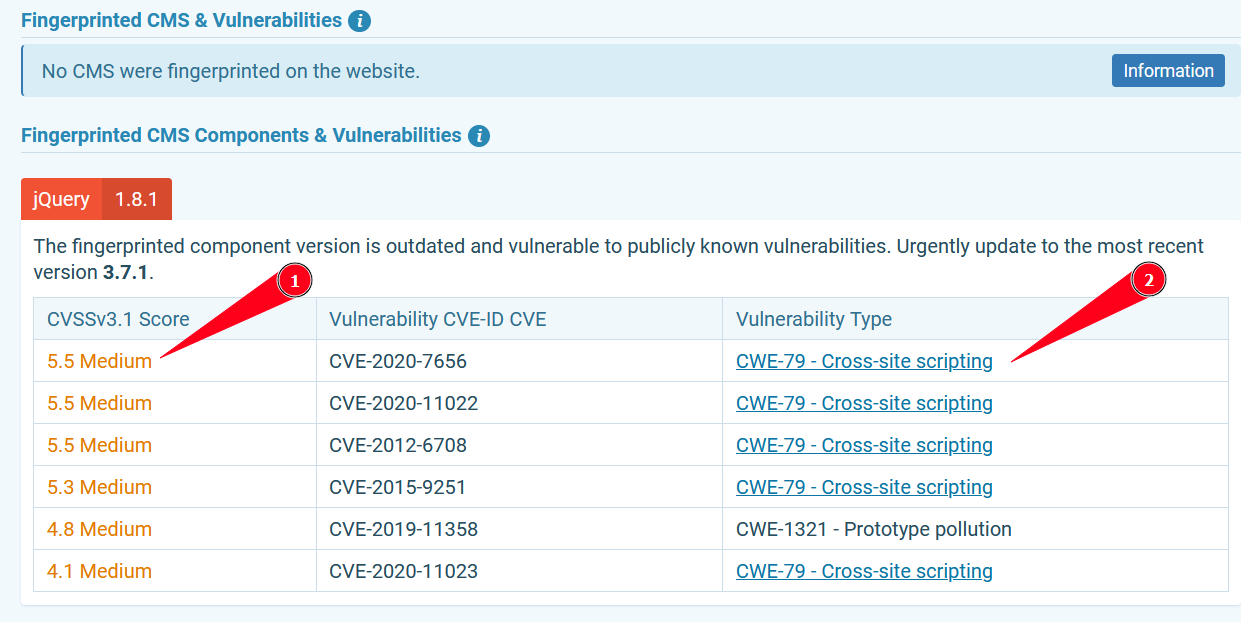 Fingerprinted CMS & Vulnerabilities i
No CMS were fingerprinted on the website. Information
Fingerprinted CMS Components & Vulnerabilities i
jQuery 1.8.1
The fingerprinted component version is outdated and vulnerable to publicly known vulnerabilities. Urgently update to the most recent
version 3.7.1.
1
2
CVSSv3.1 Score Vulnerability CVE-ID CVE Vulnerability Type
5.5 Medium CVE-2020-7656 CWE-79 - Cross-site scripting
5.5 Medium CVE-2020-11022 CWE-79 - Cross-site scripting
5.5 Medium CVE-2012-6708 CWE-79 - Cross-site scripting
5.3 Medium CVE-2015-9251 CWE-79 - Cross-site scripting
4.8 Medium CVE-2019-11358 CWE-1321 - Prototype pollution
4.1 Medium CVE-2020-11023 CWE-79 - Cross-site scripting